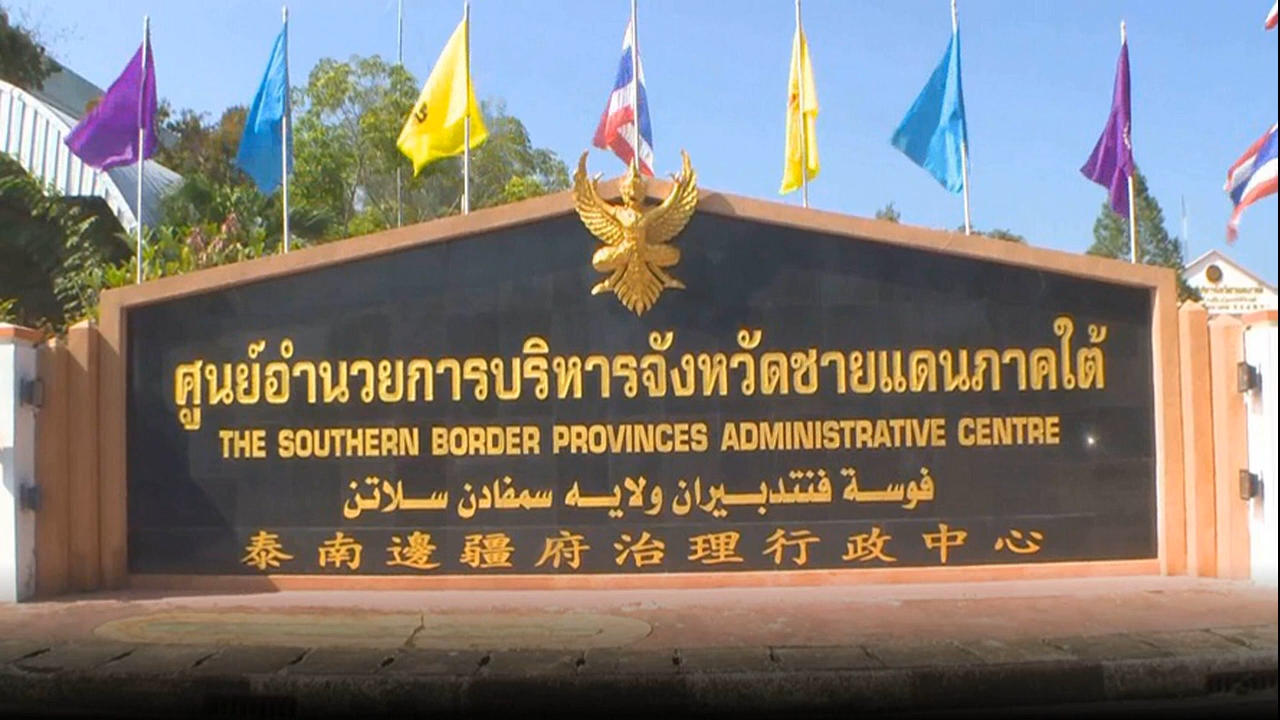 ศูนย์อำนวยการบริหารจังหวัดชายแดนภาคใต้
THE SOUTHERN BORDER PROVINCES ADMINISTRATIVE CENTRE
فوسة فنتدبيران ولايه سمفادن سلاتن
泰南邊疆府治理行政中心